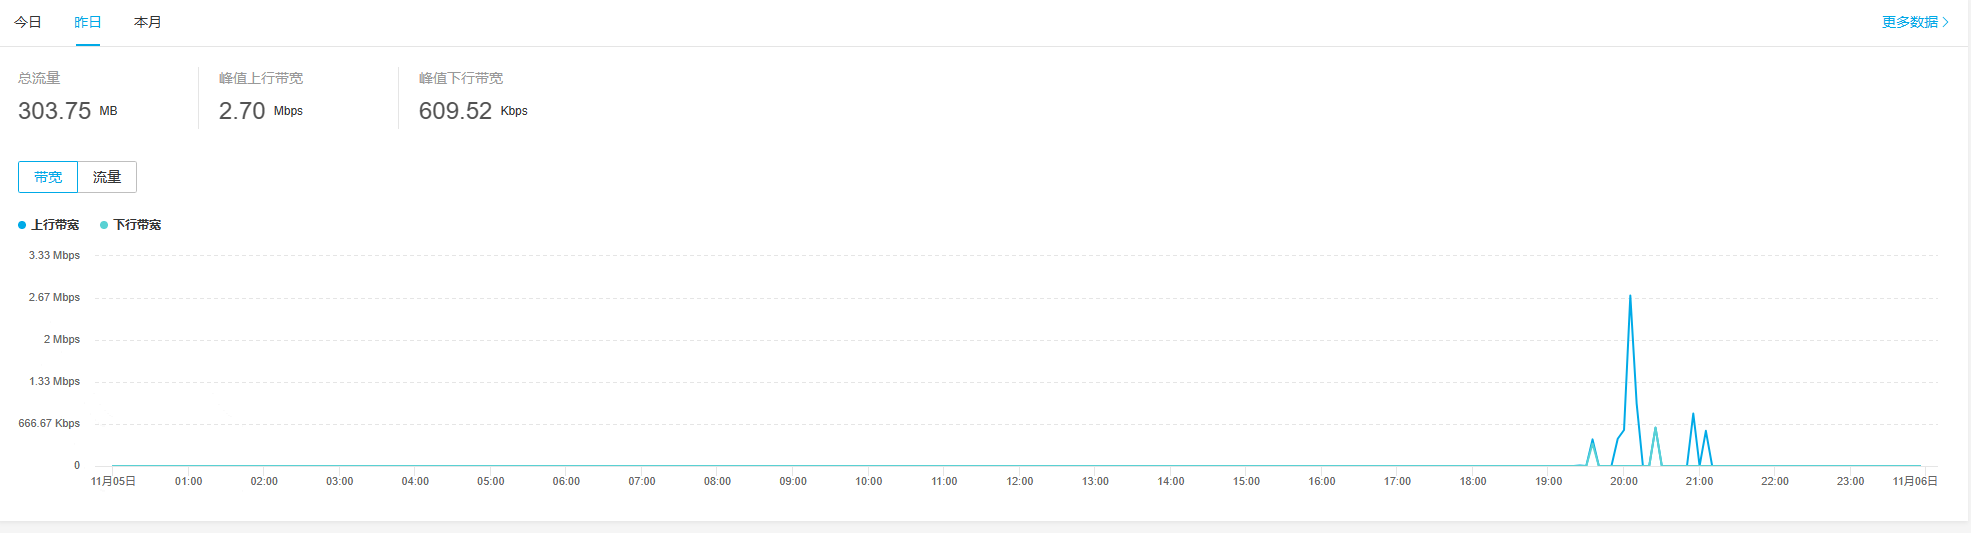 今日 昨日 本月 更多数据
总流量 峰值上行带宽 峰值下行带宽
303.75 MB 2.70 Mbps 609.52 Kbps
带宽 流量
上行带宽 下行带宽
3.33 Mbps
2.67 Mbps
2 Mbps
1.33 Mbps
666.67 Kbps
0
11月05日 01:00 02:00 03:00 04:00 05:00 06:00 07:00 08:00 09:00 10:00 11:00 12:00 13:00 14:00 15:00 16:00 17:00 18:00 19:00 20:00 21:00 22:00 23:00 11月06日